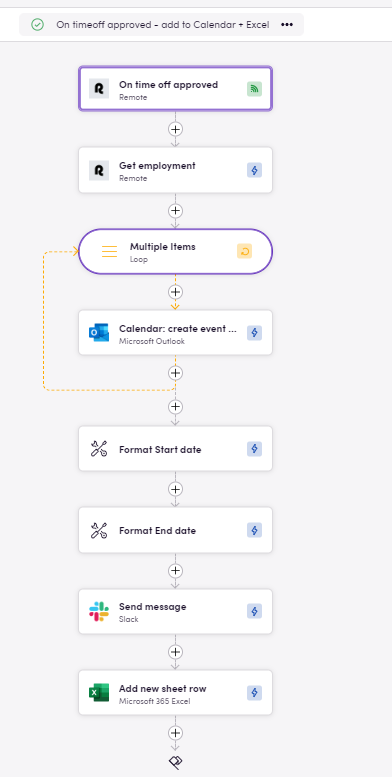 On timeoff approved - add to Calendar + Excel
On time off approved
Remote
Get employment
Remote
Multiple Items
Loop
Calendar: create event ...
Microsoft Outlook
Format Start date
Format End date
Send message
Slack
Add new sheet row
Microsoft 365 Excel